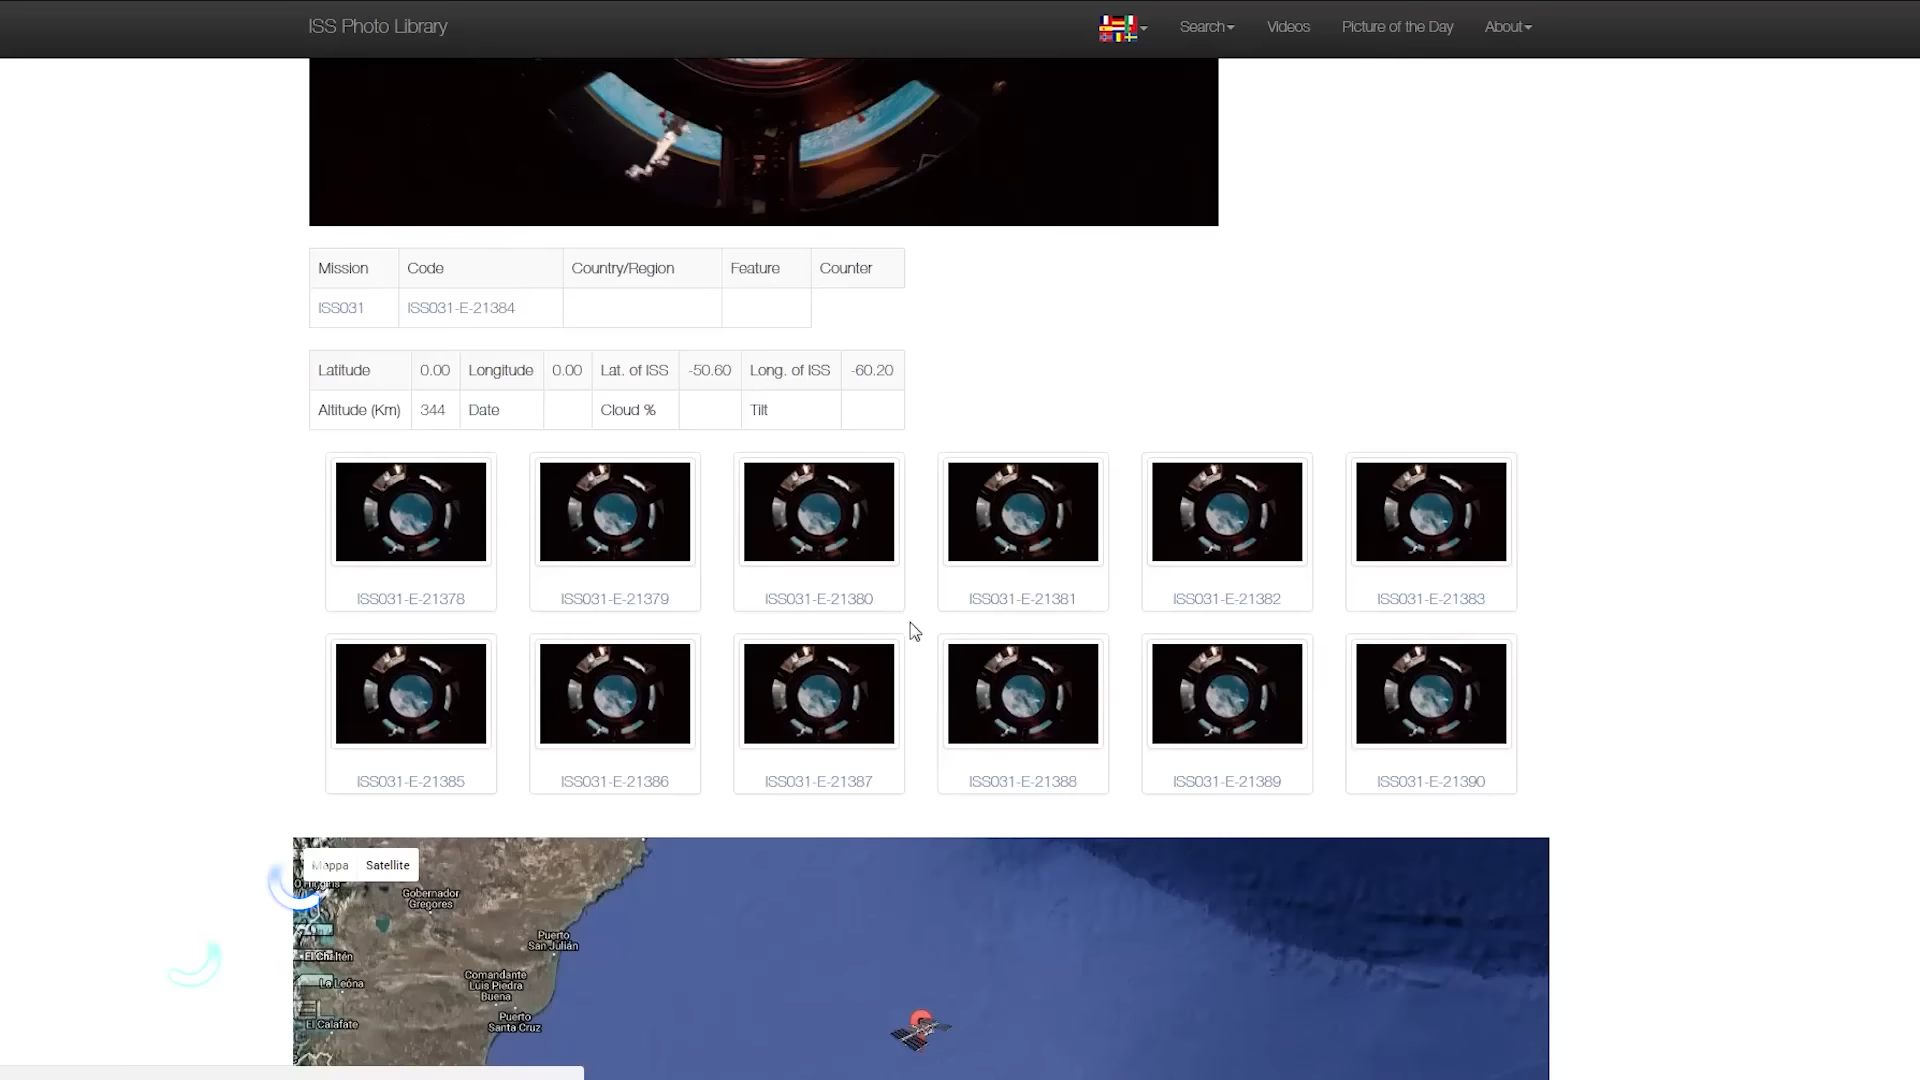 ISS Photo Library
Search
Videos
Picture of the Day
About
Mission Code Country/Region Feature Counter
ISS031 ISS031-E-21384
Latitude 0.00 Longitude 0.00 Lat. of ISS -50.60 Long. of ISS -60.20
Altitude (Km) 344 Date Cloud % Tilt
ISS031-E-21378 ISS031-E-21379 ISS031-E-21380 ISS031-E-21381 ISS031-E-21382 ISS031-E-21383
ISS031-E-21385 ISS031-E-21386 ISS031-E-21387 ISS031-E-21388 ISS031-E-21389 ISS031-E-21390
Mappa Satellite
Gobernador
Gregores
Puerto
San Julián
El Chaltén
Comandante
Luis Piedra
Buena
La Leona
Puerto
Santa Cruz
El Calafate